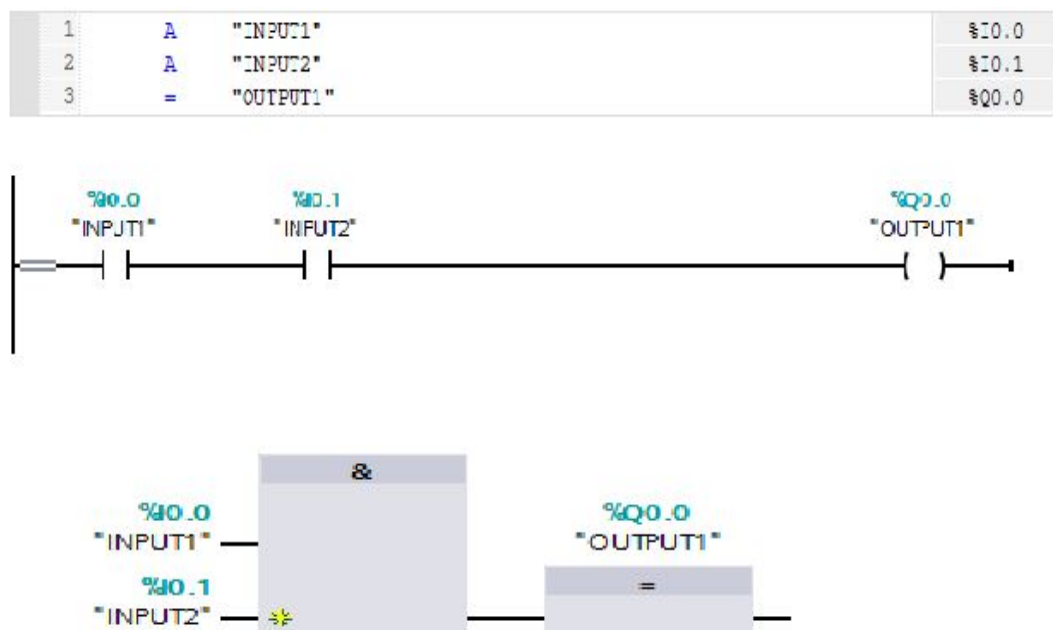 1 A "INPUT1" %I0.0
2 A "INPUT2" %I0.1
3 = "OUTPUT1" %Q0.0
%I0.0 %I0.1 %Q0.0
"INPUT1" "INPUT2" "OUTPUT1"
&
%I0.0 %Q0.0
"INPUT1" "OUTPUT1"
%I0.1 =
"INPUT2"